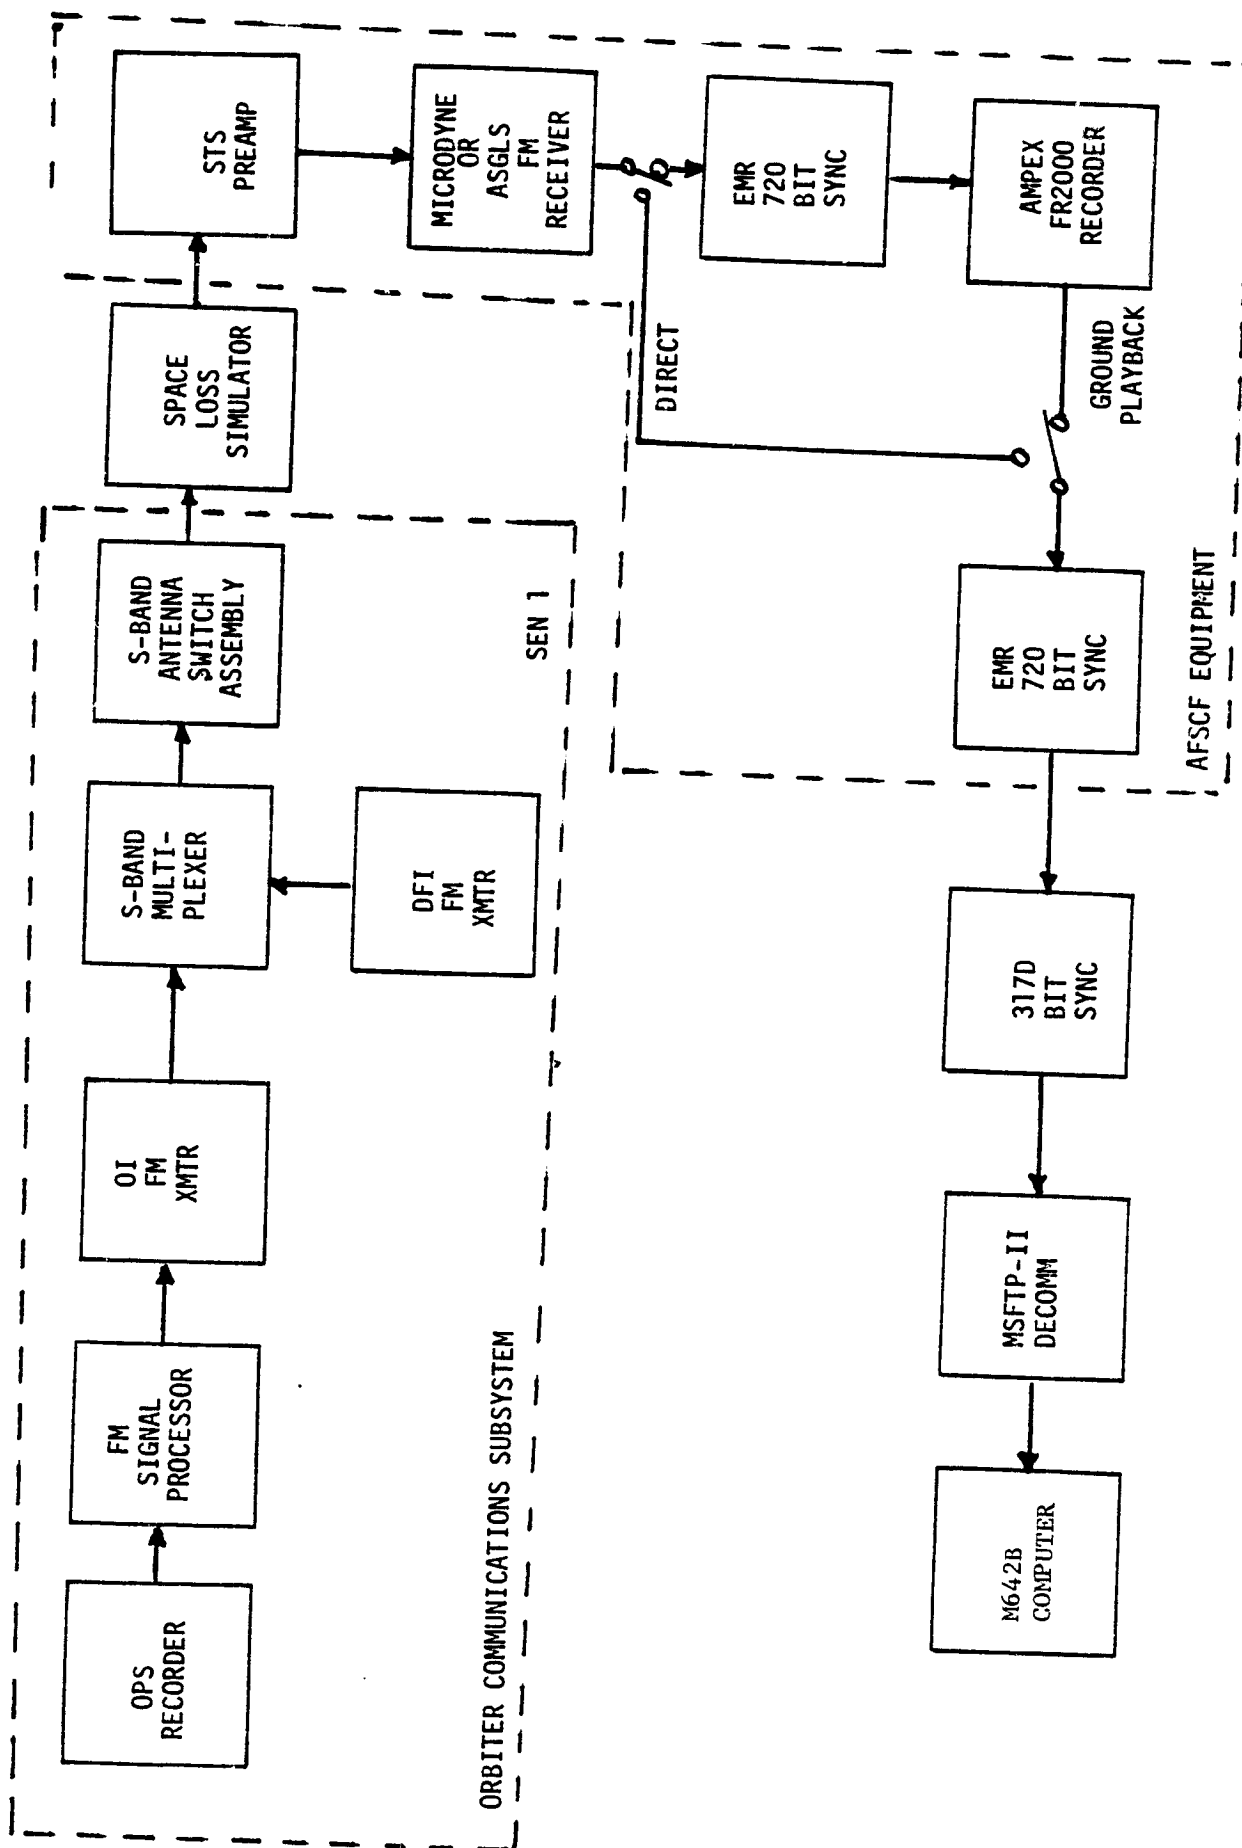 OPS
RECORDER
FM
SIGNAL
PROCESSOR
OI
FM
XMTR
S-BAND
MULTI-
PLEXER
S-BAND
ANTENNA
SWITCH
ASSEMBLY
DFI
FM
XMTR
SEN 1
ORBITER COMMUNICATIONS SUBSYSTEM
SPACE
LOSS
SIMULATOR
STS
PREAMP
MICRODYNE
OR
ASGLS
FM
RECEIVER
EMR
720
BIT
SYNC
AMPEX
FR2000
RECORDER
DIRECT
GROUND
PLAYBACK
EMR
720
BIT
SYNC
AFSCF EQUIPMENT
317D
BIT
SYNC
MSFTP-II
DECOMM
M642B
COMPUTER